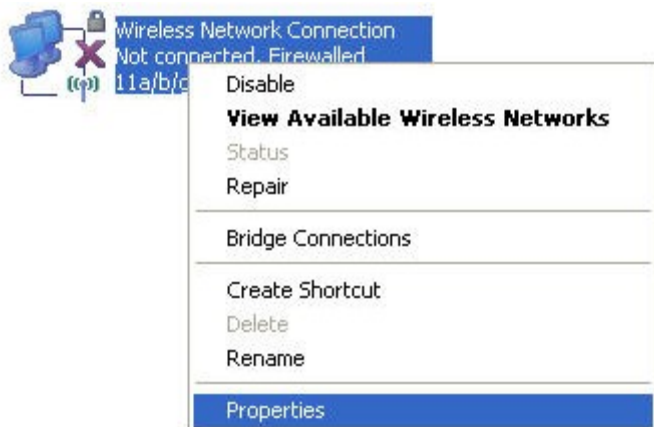 Wireless Network Connection
Not connected, Firewalled
11a/b/
Disable
View Available Wireless Networks
Status
Repair
Bridge Connections
Create Shortcut
Delete
Rename
Properties